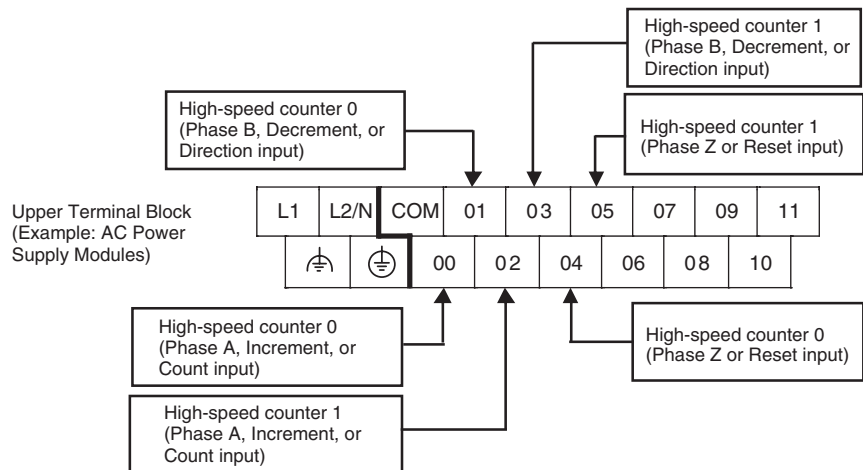 High-speed counter 1
(Phase B, Decrement, or
Direction input)
High-speed counter 0
(Phase B, Decrement, or
Direction input)
High-speed counter 1
(Phase Z or Reset input)
Upper Terminal Block
(Example: AC Power
Supply Modules)
L1 L2/N COM 01 03 05 07 09 11
00 02 04 06 08 10
High-speed counter 0
(Phase A, Increment, or
Count input)
High-speed counter 0
(Phase Z or Reset input)
High-speed counter 1
(Phase A, Increment, or
Count input)